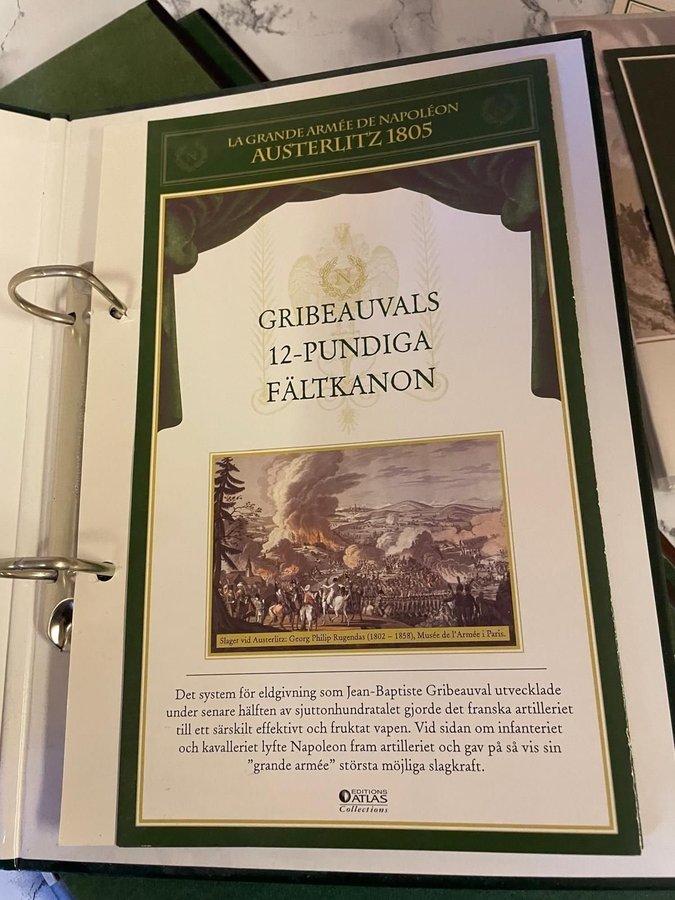 LA GRANDE ARMÉE DE NAPOLÉON
AUSTERLITZ 1805
N
GRIBEAUVALS
12-PUNDIGA
FÄLTKANON
Slaget vid Austerlitz: Georg Philip Rugendas (1802 – 1858), Musée de l'Armée i Paris.
Det system för eldgivning som Jean-Baptiste Gribeauval utvecklade
under senare hälften av sjuttonhundratalet gjorde det franska artilleriet
till ett särskilt effektivt och fruktat vapen. Vid sidan om infanteriet
och kavalleriet lyfte Napoleon fram artilleriet och gav på så vis sin
”grande armée” största möjliga slagkraft.
EDITIONS
ATLAS
Collections